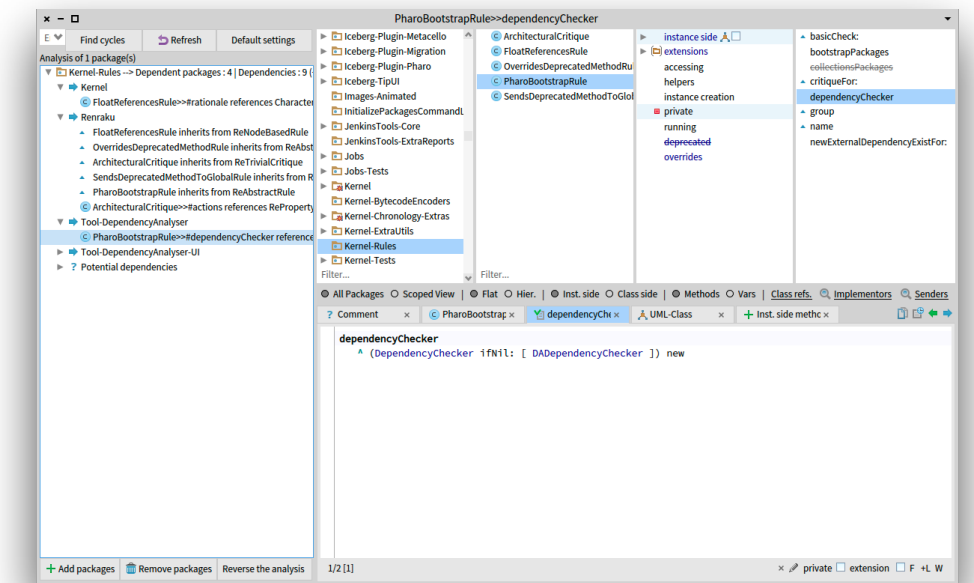 PharoBootstrapRule>>dependencyChecker
E
Find cycles
Refresh
Default settings
Analysis of 1 package(s)
Kernel-Rules --> Dependent packages : 4 | Dependencies : 9 (
Kernel
FloatReferencesRule>>#rationale references Character
Renraku
FloatReferencesRule inherits from ReNodeBasedRule
OverridesDeprecatedMethodRule inherits from ReAbst
ArchitecturalCritique inherits from ReTrivialCritique
SendsDeprecatedMethodToGlobalRule inherits from R
PharoBootstrapRule inherits from ReAbstractRule
ArchitecturalCritique>>#actions references ReProperty
Tool-DependencyAnalyser
PharoBootstrapRule>>#dependencyChecker reference
Tool-DependencyAnalyser-UI
? Potential dependencies
Add packages
Remove packages
Reverse the analysis
Iceberg-Plugin-Metacello
Iceberg-Plugin-Migration
Iceberg-Plugin-Pharo
Iceberg-TipUI
Images-Animated
InitializePackagesCommandL
JenkinsTools-Core
JenkinsTools-ExtraReports
Jobs
Jobs-Tests
Kernel
Kernel-BytecodeEncoders
Kernel-Chronology-Extras
Kernel-ExtraUtils
Kernel-Rules
Kernel-Tests
Filter...
ArchitecturalCritique
FloatReferencesRule
OverridesDeprecatedMethodRu
PharoBootstrapRule
SendsDeprecatedMethodToGlol
Filter...
instance side
extensions
accessing
helpers
instance creation
private
running
deprecated
overrides
basicCheck:
bootstrapPackages
collectionsPackages
critiqueFor:
dependencyChecker
group
name
newExternalDependencyExistFor:
All Packages Scoped View | Flat Hier. | Inst. side Class side | Methods Vars | Class refs. Implementors Senders
? Comment × PharoBootstrap × dependencyChe × UML-Class × Inst. side methc ×
dependencyChecker
^ (DependencyChecker ifNil: [ DADependencyChecker ]) new
1/2 [1]
× private extension F +L W